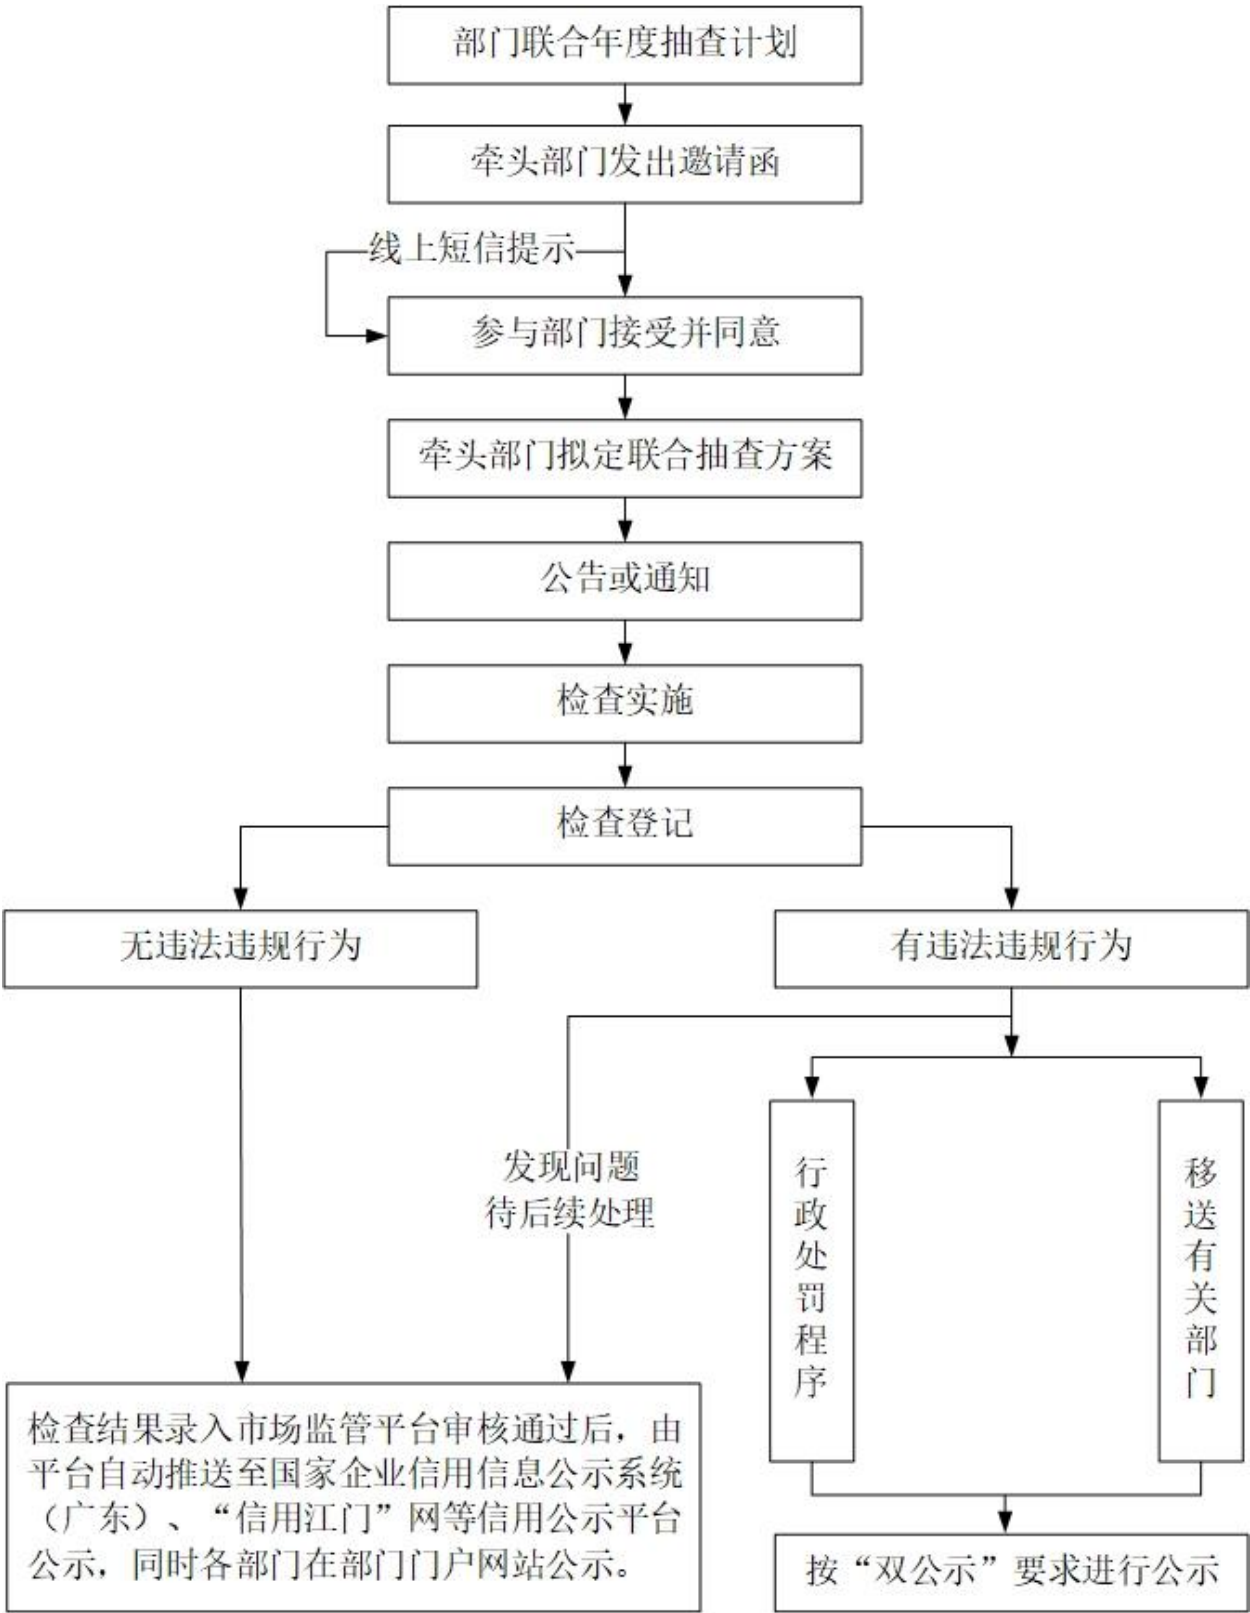 部门联合年度抽查计划
牵头部门发出邀请函
线上短信提示
参与部门接受并同意
牵头部门拟定联合抽查方案
公告或通知
检查实施
检查登记
无违法违规行为
有违法违规行为
发现问题
待后续处理
行政处罚程序
移送有关部门
检查结果录入市场监管平台审核通过后，由
平台自动推送至国家企业信用信息公示系统
（广东）、“信用江门”网等信用公示平台
公示，同时各部门在部门门户网站公示。
按“双公示”要求进行公示